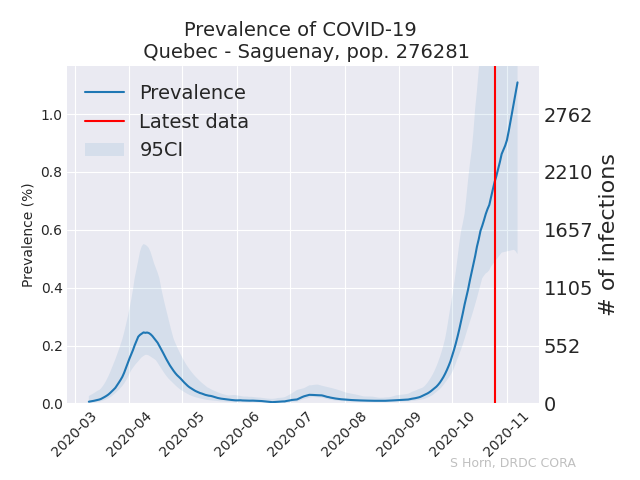 Prevalence of COVID-19
Quebec - Saguenay, pop. 276281
Prevalence
Latest data
95CI
Prevalence (%)
1.0
0.8
0.6
0.4
0.2
0.0
2762
2210
1657
1105
552
0
# of infections
2020-03
2020-04
2020-05
2020-06
2020-07
2020-08
2020-09
2020-10
2020-11
S Horn, DRDC CORA